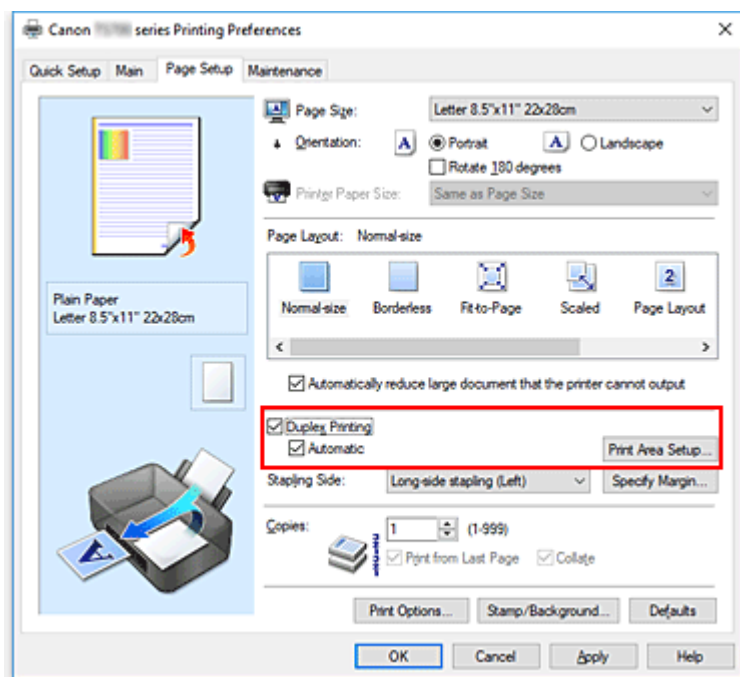 Canon series Printing Preferences
Quick Setup Main Page Setup Maintenance
Page Size: Letter 8.5"x11" 22x28cm
Orientation: A Portrait A Landscape
Rotate 180 degrees
Printer Paper Size: Same as Page Size
Page Layout: Normal-size
Normal-size Borderless Fit-to-Page Scaled Page Layout
Plain Paper
Letter 8.5"x11" 22x28cm
Automatically reduce large document that the printer cannot output
Duplex Printing
Automatic Print Area Setup...
Stapling Side: Long-side stapling (Left) Specify Margin...
Copies: 1 (1-999)
Print from Last Page Collate
Print Options... Stamp/Background... Defaults
OK Cancel Apply Help